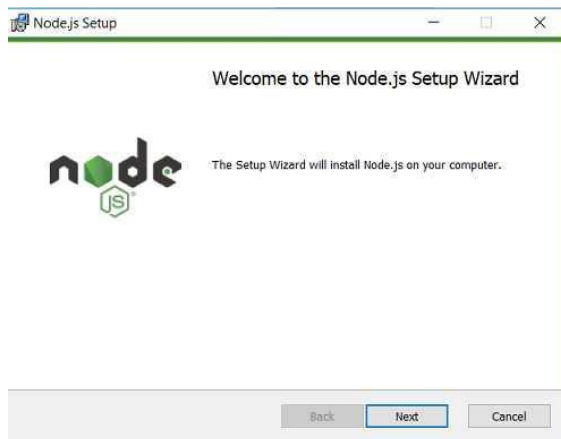 Node.js Setup
Welcome to the Node.js Setup Wizard
node
JS
The Setup Wizard will install Node.js on your computer.
Back Next Cancel